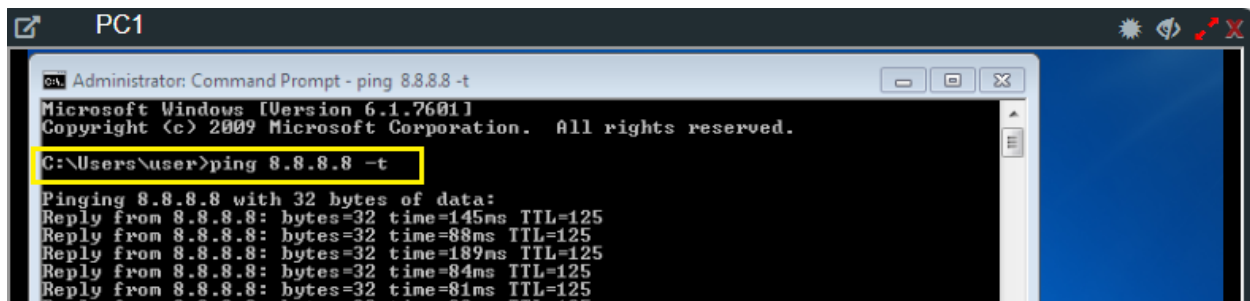 PC1
Administrator: Command Prompt - ping 8.8.8.8 -t
Microsoft Windows [Version 6.1.7601]
Copyright (c) 2009 Microsoft Corporation.  All rights reserved.
C:\Users\user>ping 8.8.8.8 -t
Pinging 8.8.8.8 with 32 bytes of data:
Reply from 8.8.8.8: bytes=32 time=145ms TTL=125
Reply from 8.8.8.8: bytes=32 time=88ms TTL=125
Reply from 8.8.8.8: bytes=32 time=189ms TTL=125
Reply from 8.8.8.8: bytes=32 time=84ms TTL=125
Reply from 8.8.8.8: bytes=32 time=81ms TTL=125